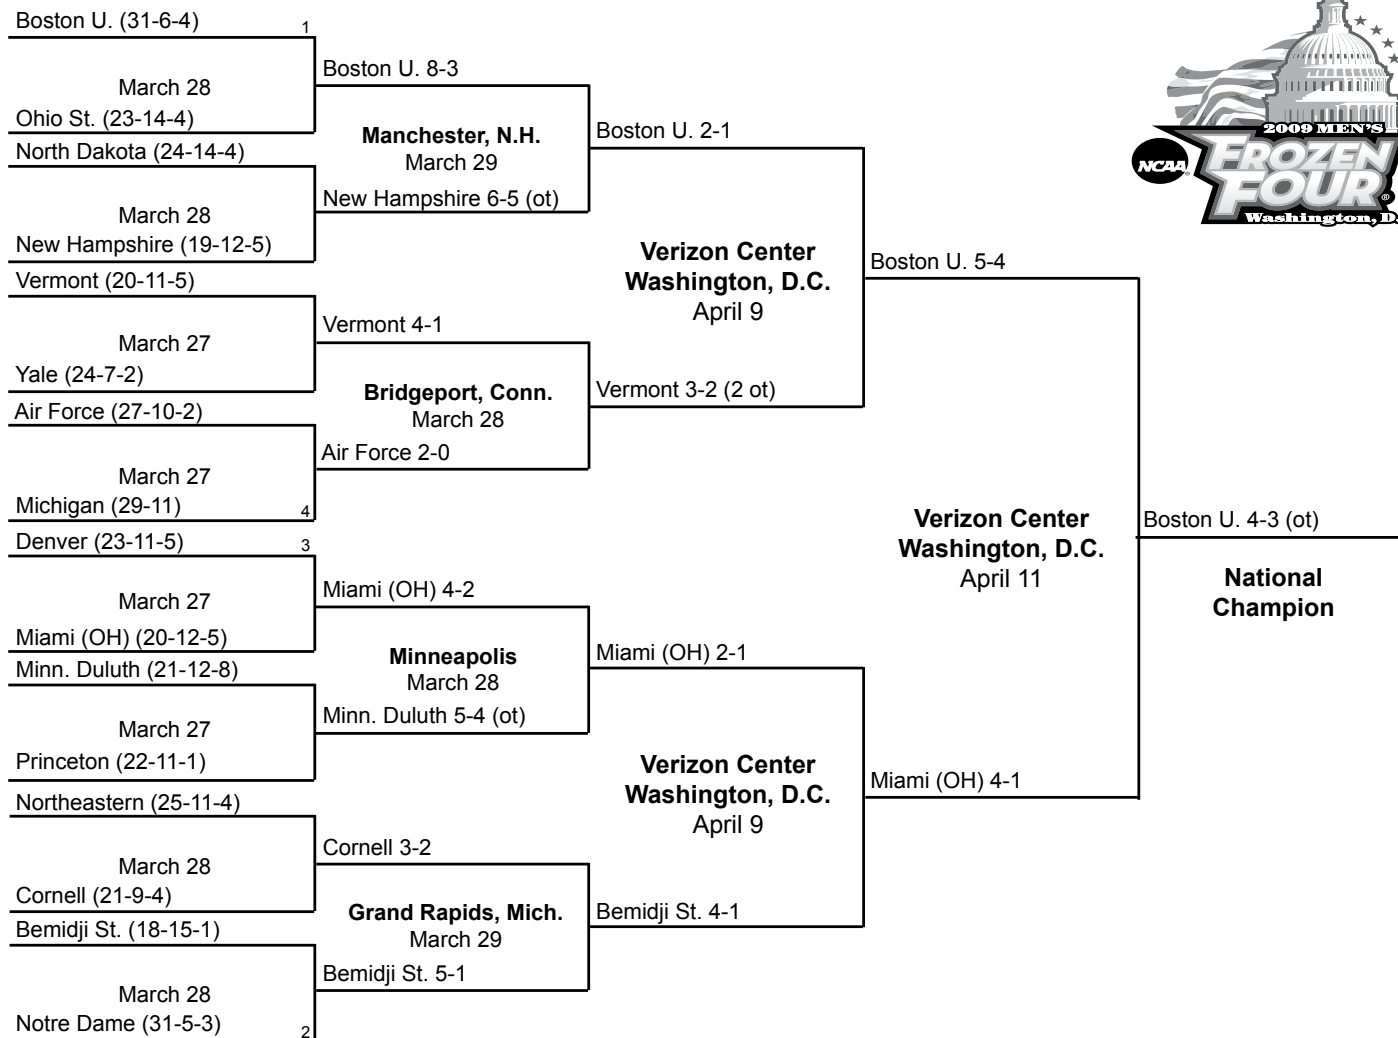 Boston U. (31-6-4)
1
March 28
Ohio St. (23-14-4)
North Dakota (24-14-4)
March 28
New Hampshire (19-12-5)
Vermont (20-11-5)
March 27
Yale (24-7-2)
Air Force (27-10-2)
March 27
Michigan (29-11)
4
Denver (23-11-5)
3
March 27
Miami (OH) (20-12-5)
Minn. Duluth (21-12-8)
March 27
Princeton (22-11-1)
Northeastern (25-11-4)
March 28
Cornell (21-9-4)
Bemidji St. (18-15-1)
March 28
Notre Dame (31-5-3)
2
Boston U. 8-3
Manchester, N.H.
March 29
New Hampshire 6-5 (ot)
Vermont 4-1
Bridgeport, Conn.
March 28
Air Force 2-0
Miami (OH) 4-2
Minneapolis
March 28
Minn. Duluth 5-4 (ot)
Cornell 3-2
Grand Rapids, Mich.
March 29
Bemidji St. 5-1
Boston U. 2-1
Verizon Center
Washington, D.C.
April 9
Vermont 3-2 (2 ot)
Miami (OH) 2-1
Verizon Center
Washington, D.C.
April 9
Bemidji St. 4-1
Boston U. 5-4
Verizon Center
Washington, D.C.
April 11
Miami (OH) 4-1
Boston U. 4-3 (ot)
National
Champion
2009 MEN'S
NCAA
FROZEN
FOUR
®
Washington, D.